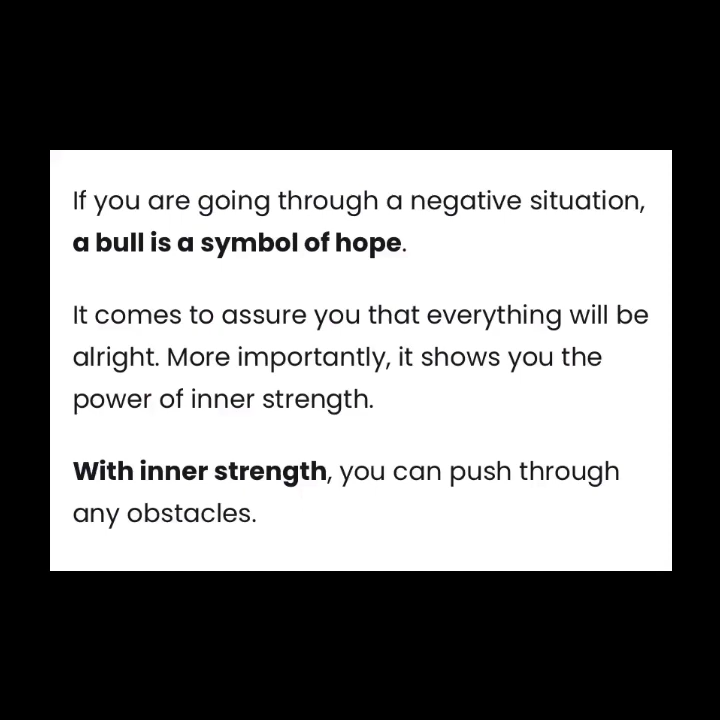 If you are going through a negative situation,
a bull is a symbol of hope.
It comes to assure you that everything will be
alright. More importantly, it shows you the
power of inner strength.
With inner strength, you can push through
any obstacles.